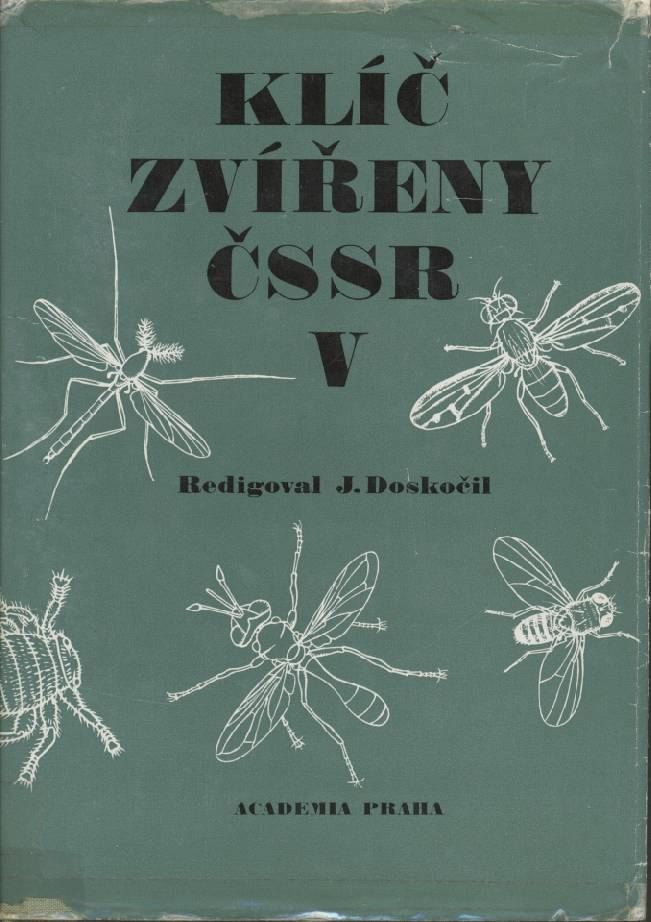 KLÍČ
ZVÍŘENY
ČSSR
V
Redigoval J. Doskočil
ACADEMIA PRAHA